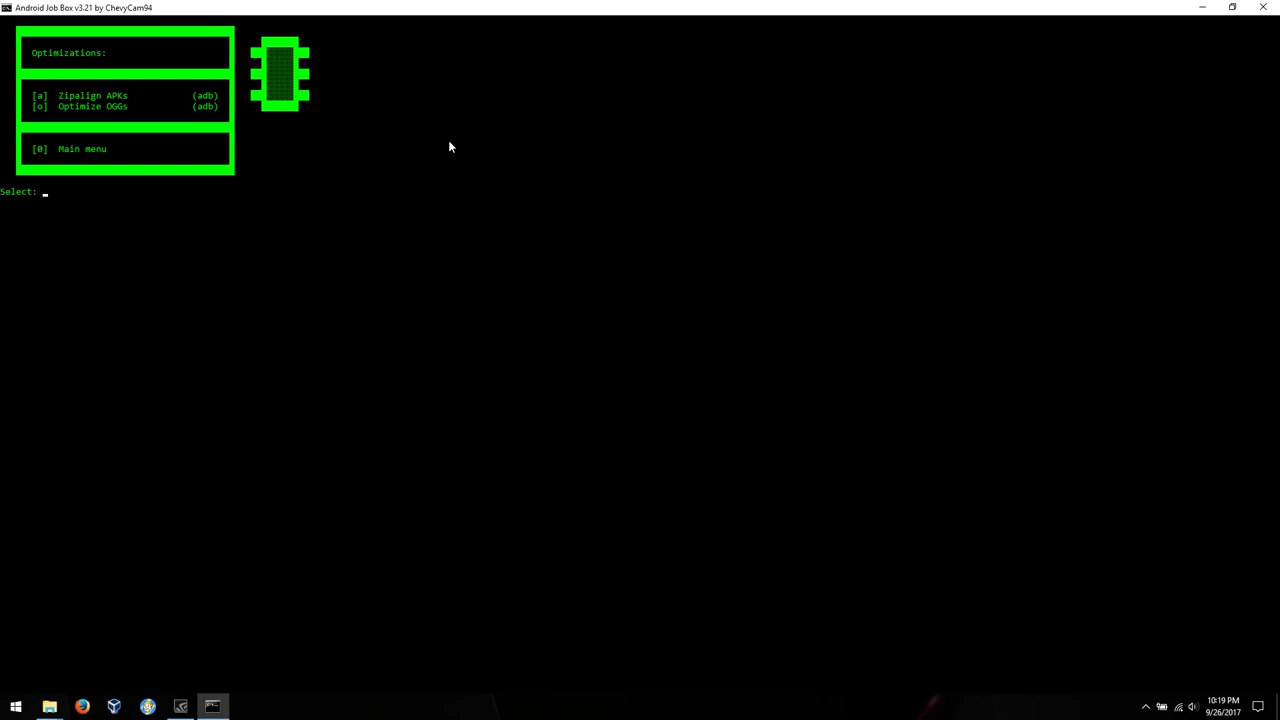 Android Job Box v3.21 by ChevyCam94
Optimizations:
[a] Zipalign APKs (adb)
[o] Optimize OGGs (adb)
[0] Main menu
Select:
10:19 PM
9/26/2017